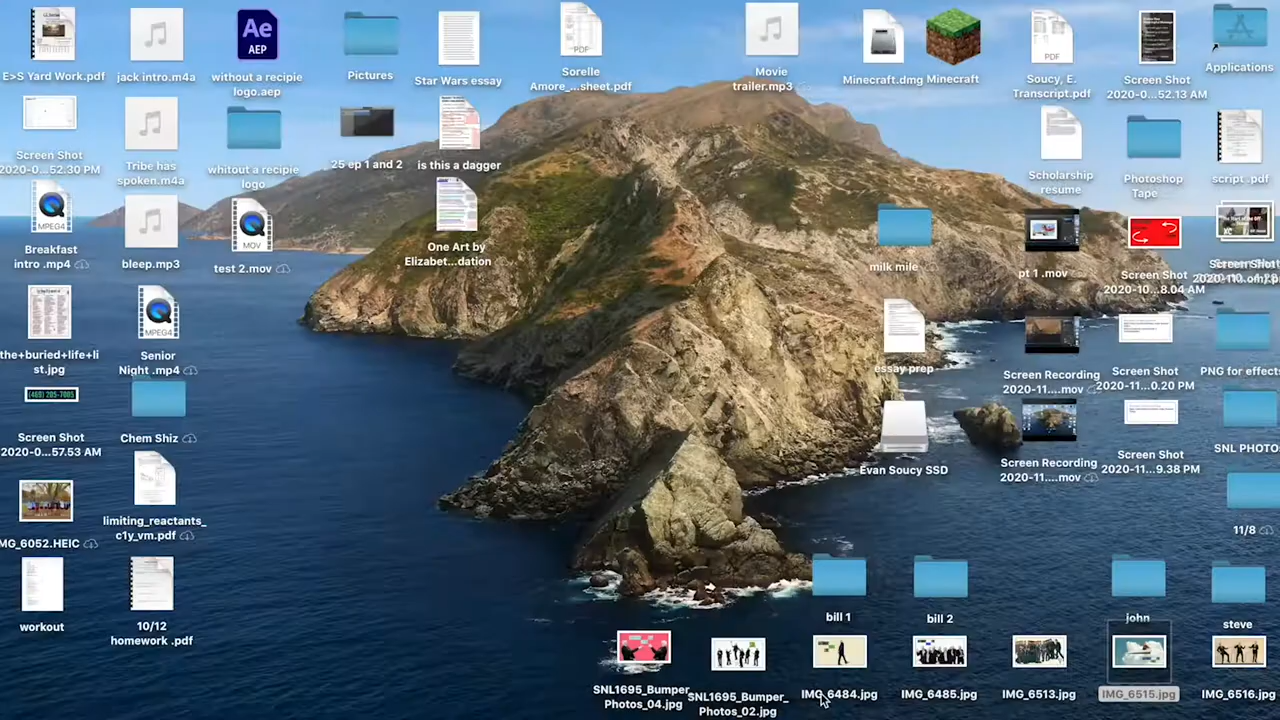 E>S Yard Work.pdf
jack intro.m4a
Ae
AEP
without a recipie
logo.aep
Pictures
Star Wars essay
PDF
Sorelle
Amore_...sheet.pdf
Movie
trailer.mp3
Minecraft.dmg
Minecraft
PDF
Soucy, E.
Transcript.pdf
Screen Shot
2020-0...52.13 AM
Applications
Screen Shot
2020-0...52.30 PM
Tribe has
spoken.m4a
whitout a recipie
logo
25 ep 1 and 2
is this a dagger
Scholarship
resume
Photoshop
Tape
script .pdf
MPEG4
Breakfast
intro .mp4
bleep.mp3
MOV
test 2.mov
One Art by
Elizabet...dation
milk mile
pt 1 .mov
Screen Shot
2020-10...8.04 AM
Screen Shot
the+buried+life+li
st.jpg
MPEG4
Senior
Night .mp4
essay prep
Screen Recording
2020-11....mov
Screen Shot
2020-11...0.20 PM
PNG for effects
(469) 205-7005
Screen Shot
2020-0...57.53 AM
Chem Shiz
Evan Soucy SSD
Screen Recording
2020-11....mov
Screen Shot
2020-11...9.38 PM
SNL PHOTO
IMG_6052.HEIC
limiting_reactants_
c1y_vm.pdf
11/8
workout
10/12
homework .pdf
bill 1
bill 2
john
steve
SNL1695_Bumper_
Photos_04.jpg
SNL1695_Bumper_
Photos_02.jpg
IMG_6484.jpg
IMG_6485.jpg
IMG_6513.jpg
IMG_6515.jpg
IMG_6516.jpg